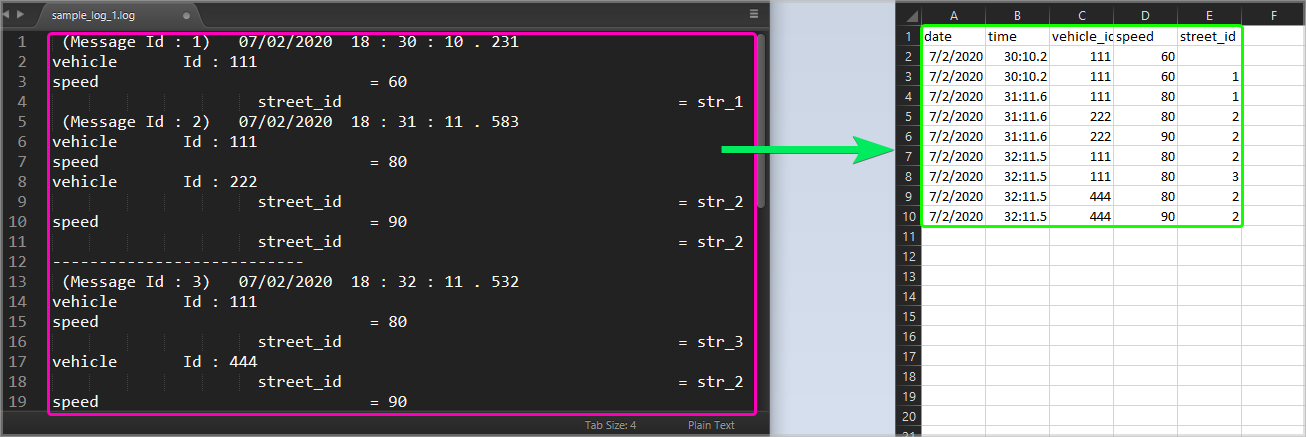 sample_log_1.log
1 (Message Id : 1) 07/02/2020 18 : 30 : 10 . 231
2 vehicle Id : 111
3 speed = 60
4 street_id = str_1
5 (Message Id : 2) 07/02/2020 18 : 31 : 11 . 583
6 vehicle Id : 111
7 speed = 80
8 vehicle Id : 222
9 street_id = str_2
10 speed = 90
11 street_id = str_2
12 ---------------------------
13 (Message Id : 3) 07/02/2020 18 : 32 : 11 . 532
14 vehicle Id : 111
15 speed = 80
16 street_id = str_3
17 vehicle Id : 444
18 street_id = str_2
19 speed = 90
Tab Size: 4 Plain Text
A B C D E F
1 date time vehicle_id speed street_id
2 7/2/2020 30:10.2 111 60
3 7/2/2020 30:10.2 111 60 1
4 7/2/2020 31:11.6 111 80 1
5 7/2/2020 31:11.6 222 80 2
6 7/2/2020 31:11.6 222 90 2
7 7/2/2020 32:11.5 111 80 2
8 7/2/2020 32:11.5 111 80 3
9 7/2/2020 32:11.5 444 80 2
10 7/2/2020 32:11.5 444 90 2
11
12
13
14
15
16
17
18
19
20
21